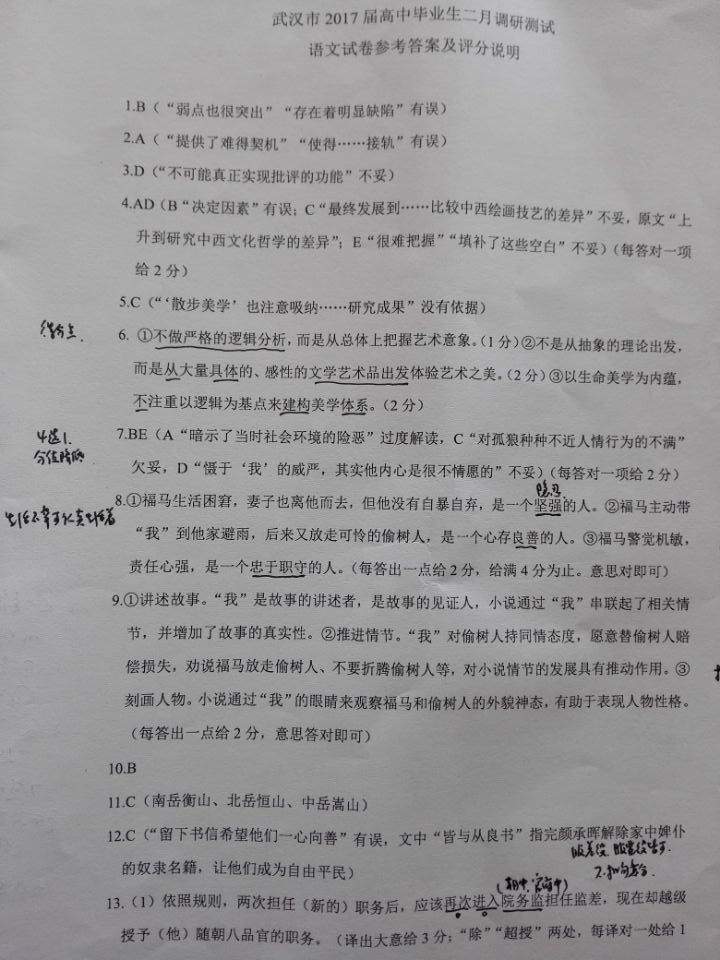 武汉市 2017 届高中毕业生二月调研测试
语文试卷参考答案及评分说明
1.B（“弱点也很突出”“存在着明显缺陷”有误）
2.A（“提供了难得契机”“使得……接轨”有误）
3.D（“不可能真正实现批评的功能”不妥）
4.AD（B“决定因素”有误；C“最终发展到……比较中西绘画技艺的差异”不妥，原文“上
升到研究中西文化哲学的差异”；E“很难把握”“填补了这些空白”不妥）（每答对一项
给 2 分）
5.C（“‘散步美学’也注意吸纳……研究成果”没有依据）
得分点.
6. ①不做严格的逻辑分析，而是从总体上把握艺术意象。（1 分）②不是从抽象的理论出发，
而是从大量具体的、感性的文学艺术品出发体验艺术之美。（2 分）③以生命美学为内蕴，
不注重以逻辑为基点来建构美学体系。（2 分）
4选1.
7.BE（A“暗示了当时社会环境的险恶”过度解读，C“对孤狼种种不近人情行为的不满”
欠妥，D“慑于‘我’的威严，其实他内心是很不情愿的”不妥）（每答对一项给 2 分）
隐忍
8.①福马生活困窘，妻子也离他而去，但他没有自暴自弃，是一个坚强的人。②福马主动带
“我”到他家避雨，后来又放走可怜的偷树人，是一个心存良善的人。③福马警觉机敏，
责任心强，是一个忠于职守的人。（每答出一点给 2 分，给满 4 分为止。意思对即可）
9.①讲述故事。“我”是故事的讲述者，是故事的见证人，小说通过“我”串联起了相关情
节，并增加了故事的真实性。②推进情节。“我”对偷树人持同情态度，愿意替偷树人赔
偿损失，劝说福马放走偷树人、不要折腾偷树人等，对小说情节的发展具有推动作用。③
刻画人物。小说通过“我”的眼睛来观察福马和偷树人的外貌神态，有助于表现人物性格。
（每答出一点给 2 分，意思答对即可）
10.B
11.C（南岳衡山、北岳恒山、中岳嵩山）
12.C（“留下书信希望他们一心向善”有误，文中“皆与从良书”指完颜承晖解除家中婢仆
的奴隶名籍，让他们成为自由平民）
13.（1）依照规则，两次担任（新的）职务后，应该再次进入院务监担任监差，现在却越级
授予（他）随朝八品官的职务。（译出大意给 3 分；“除”“超授”两处，每译对一处给 1